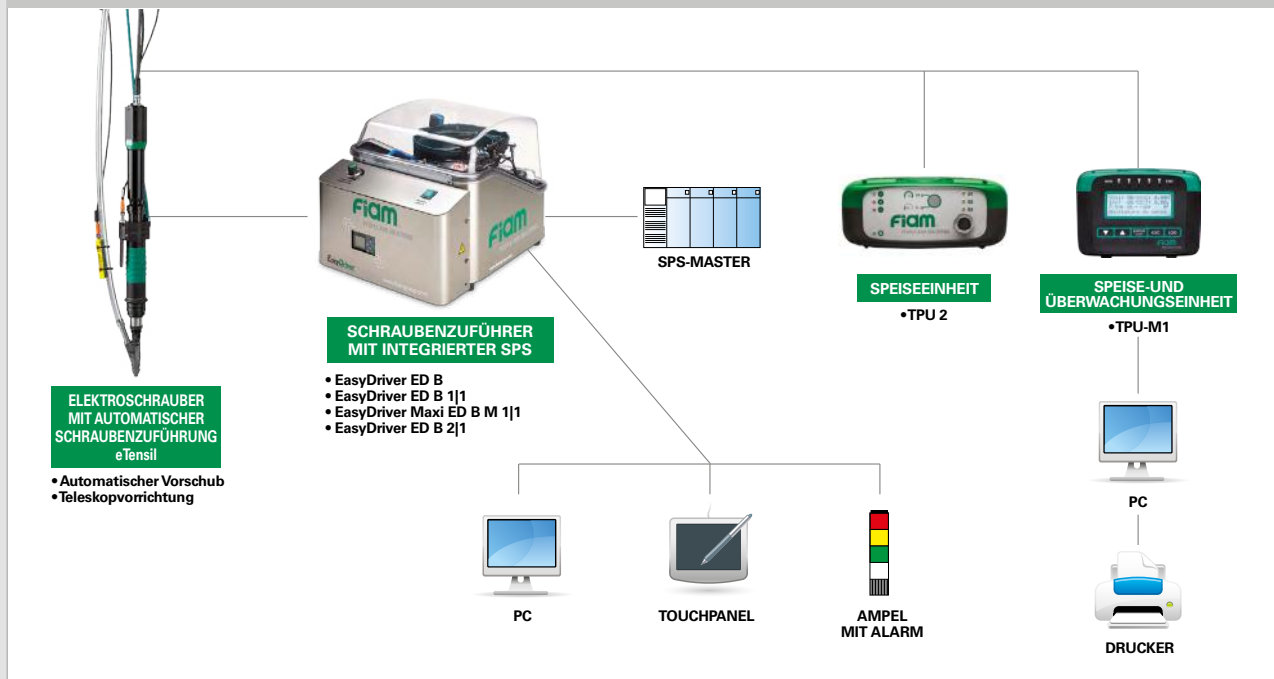 Fiam
Fiam
EasyDriver
Fiam
ELEKTROSCHRAUBER
MIT AUTOMATISCHER
SCHRAUBENZUFÜHRUNG
eTensil
•Automatischer Vorschub
•Teleskopvorrichtung
SCHRAUBENZUFÜHRER
MIT INTEGRIERTER SPS
• EasyDriver ED B
• EasyDriver ED B 1|1
• EasyDriver Maxi ED B M 1|1
• EasyDriver ED B 2|1
SPS-MASTER
SPEISEEINHEIT
•TPU 2
SPEISE-UND
ÜBERWACHUNGSEINHEIT
•TPU-M1
PC
TOUCHPANEL
AMPEL
MIT ALARM
PC
DRUCKER